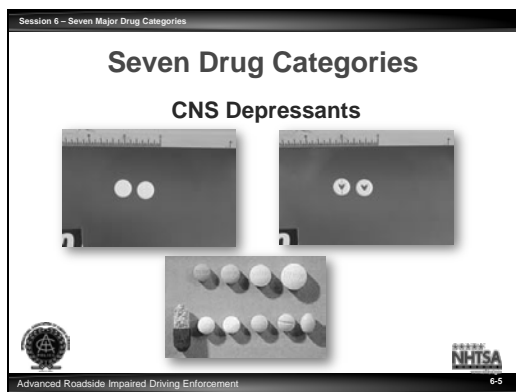 Session 6 – Seven Major Drug Categories
Seven Drug Categories
CNS Depressants
NHTSA
Advanced Roadside Impaired Driving Enforcement
6-5